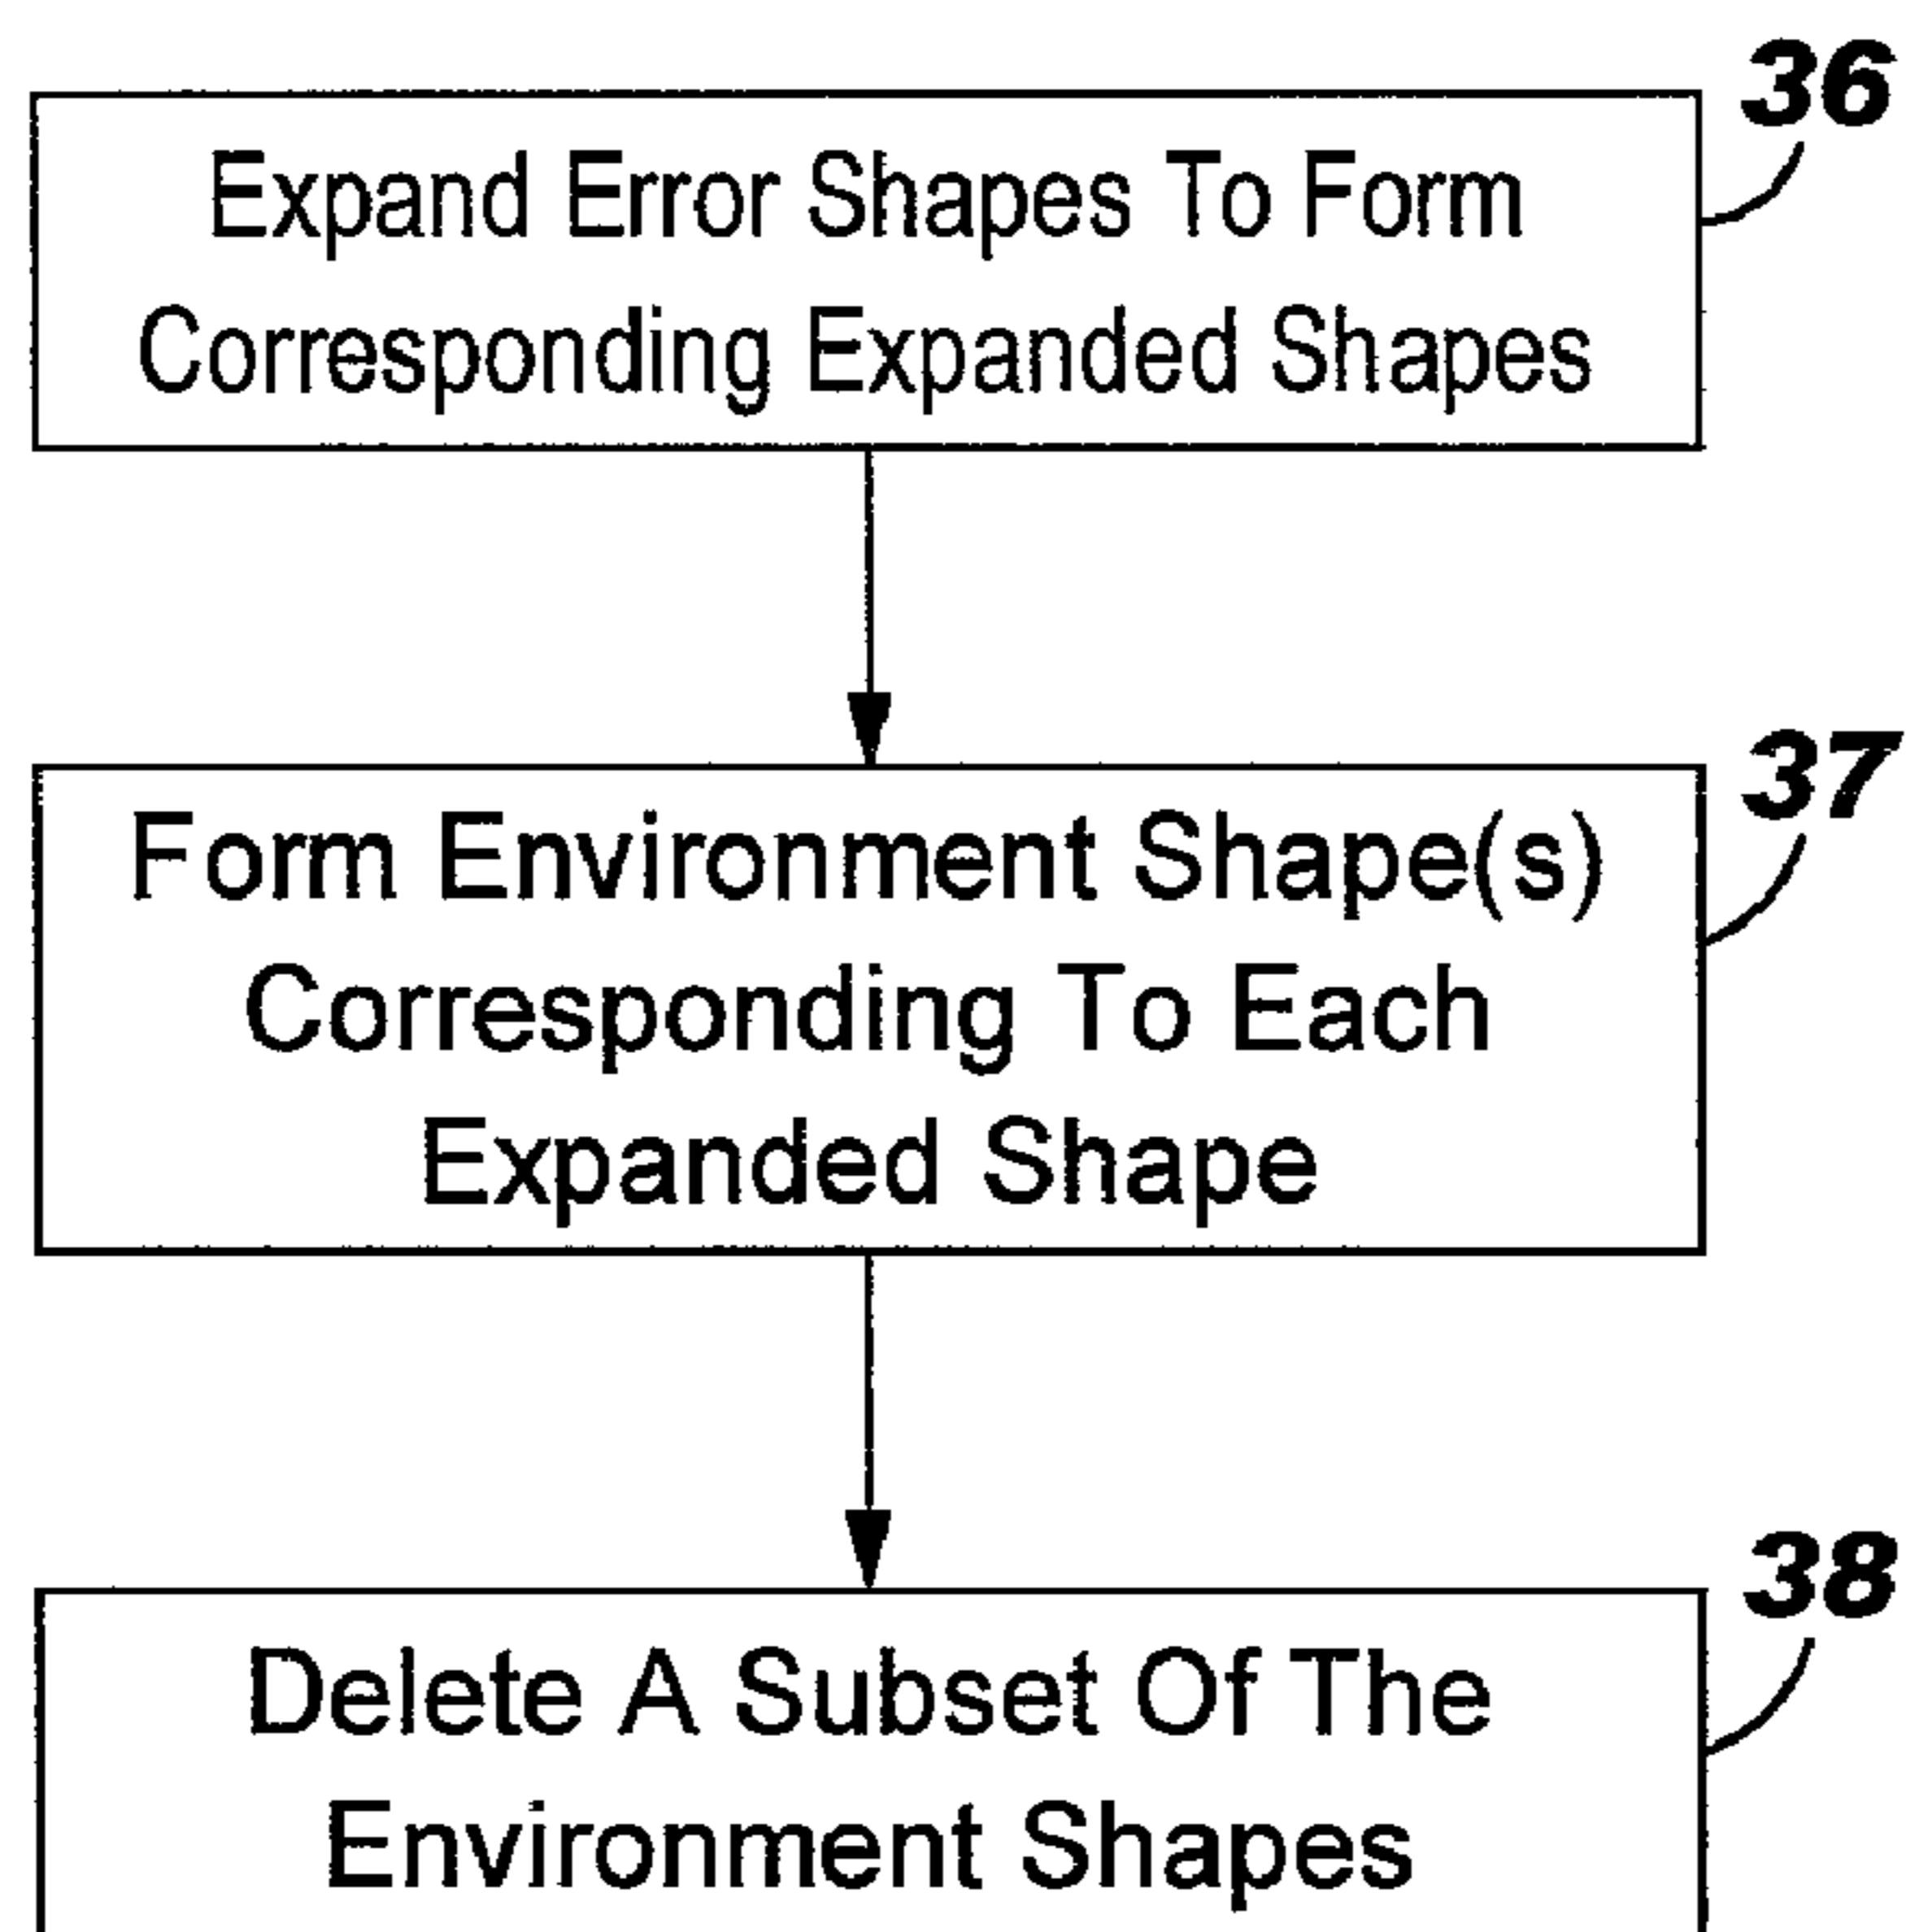 36
Expand Error Shapes To Form
Corresponding Expanded Shapes
37
Form Environment Shape(s)
Corresponding To Each
Expanded Shape
38
Delete A Subset Of The
Environment Shapes